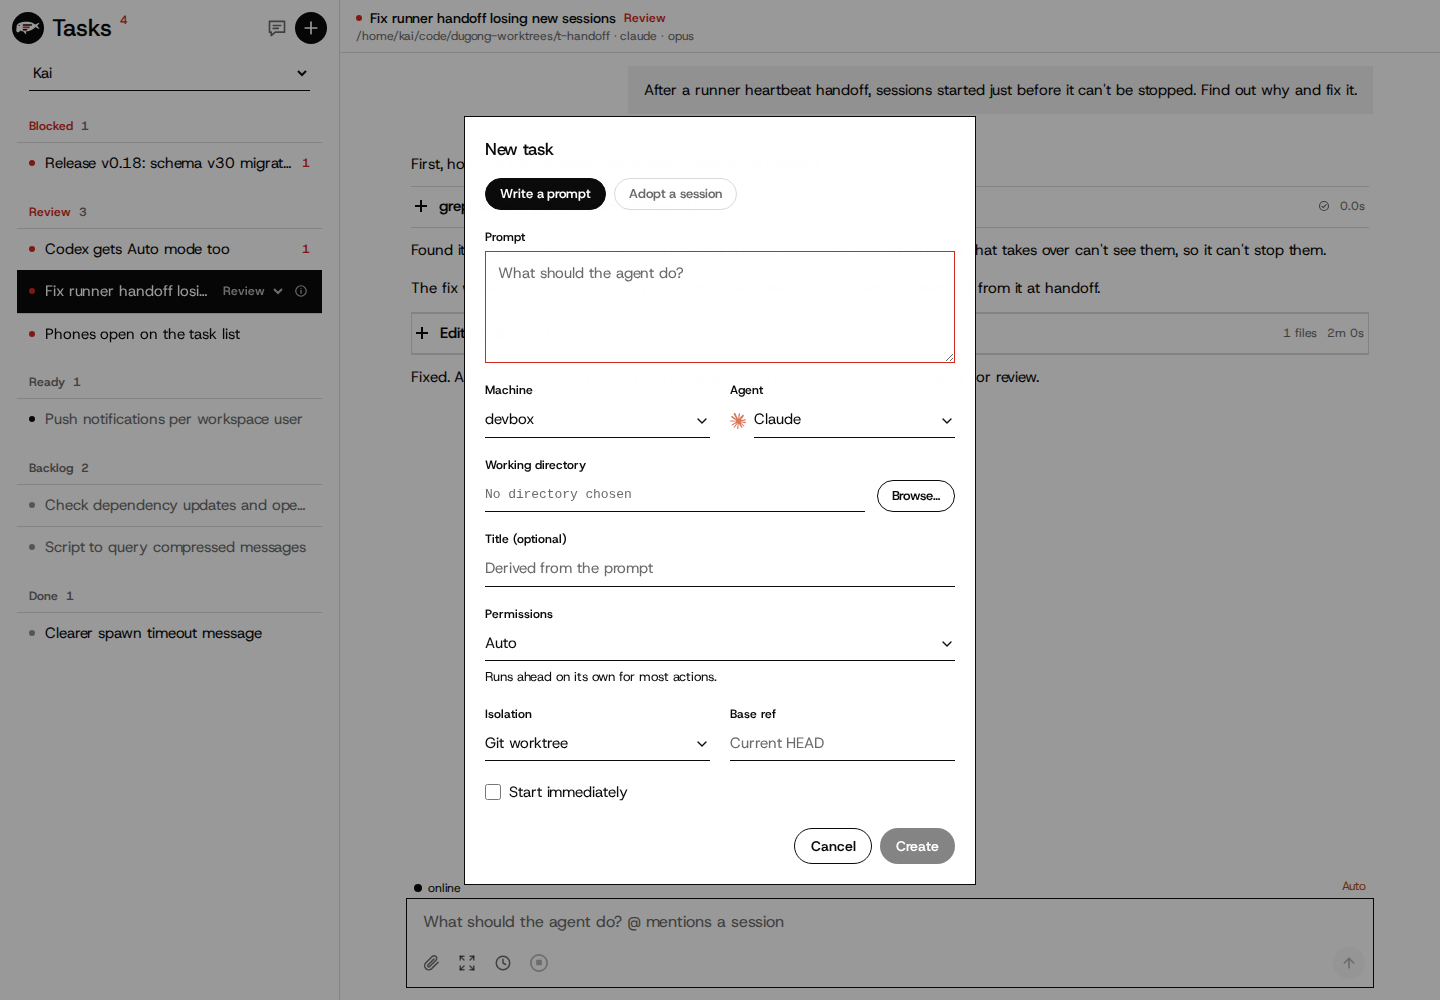 Tasks 4
Kai
Blocked 1
Release v0.18: schema v30 migrat... 1
Review 3
Codex gets Auto mode too 1
Fix runner handoff losi... Review
Phones open on the task list
Ready 1
Push notifications per workspace user
Backlog 2
Check dependency updates and ope...
Script to query compressed messages
Done 1
Clearer spawn timeout message
Fix runner handoff losing new sessions Review
/home/kai/code/dugong-worktrees/t-handoff · claude · opus
After a runner heartbeat handoff, sessions started just before it can't be stopped. Find out why and fix it.
First, ho
grep 0.0s
Found it hat takes over can't see them, so it can't stop them.
The fix from it at handoff.
Edit 1 files 2m 0s
Fixed. A or review.
New task
Write a prompt Adopt a session
Prompt
What should the agent do?
Machine Agent
devbox Claude
Working directory
No directory chosen Browse...
Title (optional)
Derived from the prompt
Permissions
Auto
Runs ahead on its own for most actions.
Isolation Base ref
Git worktree Current HEAD
Start immediately
Cancel Create
online Auto
What should the agent do? @ mentions a session